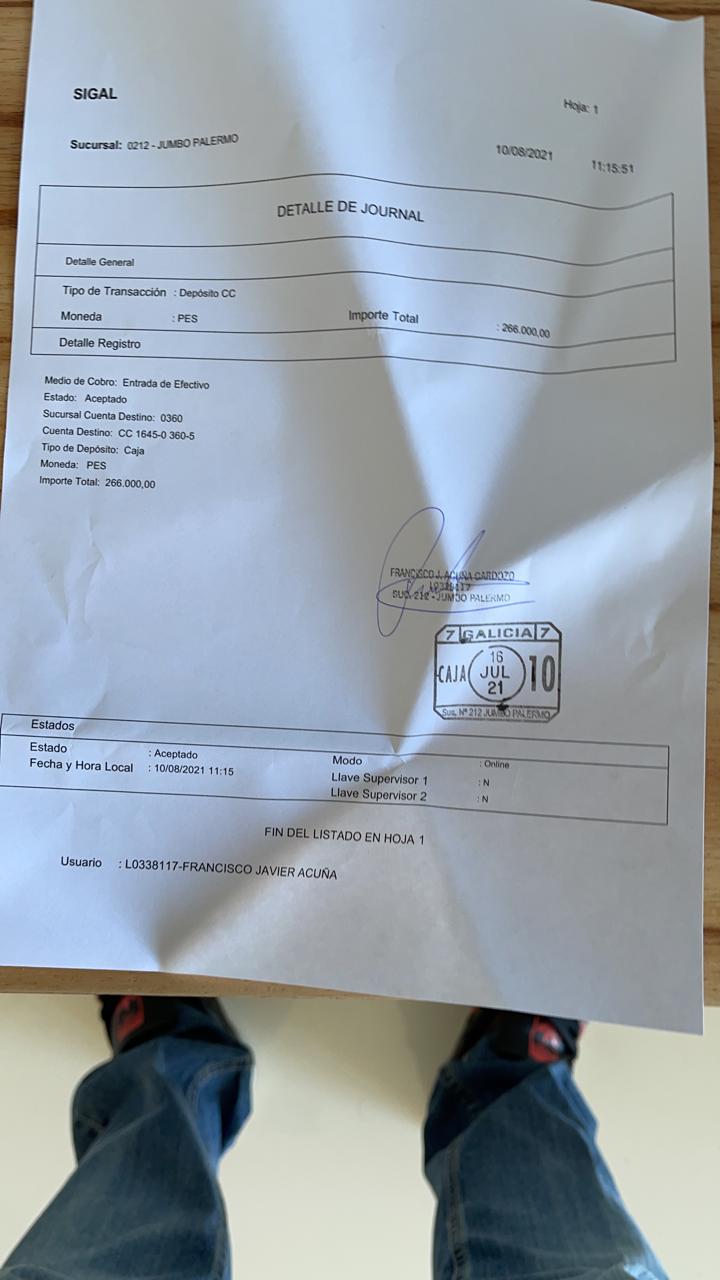 SIGAL
Hoja: 1
Sucursal: 0212 - JUMBO PALERMO
10/08/2021 11:15:51
DETALLE DE JOURNAL
Detalle General
Tipo de Transacción : Depósito CC
Moneda : PES Importe Total : 266.000,00
Detalle Registro
Medio de Cobro: Entrada de Efectivo
Estado: Aceptado
Sucursal Cuenta Destino: 0360
Cuenta Destino: CC 1645-0 360-5
Tipo de Depósito: Caja
Moneda: PES
Importe Total: 266.000,00
FRANCISCO J. ACUÑA CARDOZO
L0338117
SUC. 212 - JUMBO PALERMO
7 GALICIA 7
CAJA 16 JUL 21 10
Suc. Nº 212 JUMBO PALERMO
Estados
Estado : Aceptado Modo : Online
Fecha y Hora Local : 10/08/2021 11:15 Llave Supervisor 1 : N
Llave Supervisor 2 : N
FIN DEL LISTADO EN HOJA 1
Usuario : L0338117-FRANCISCO JAVIER ACUÑA